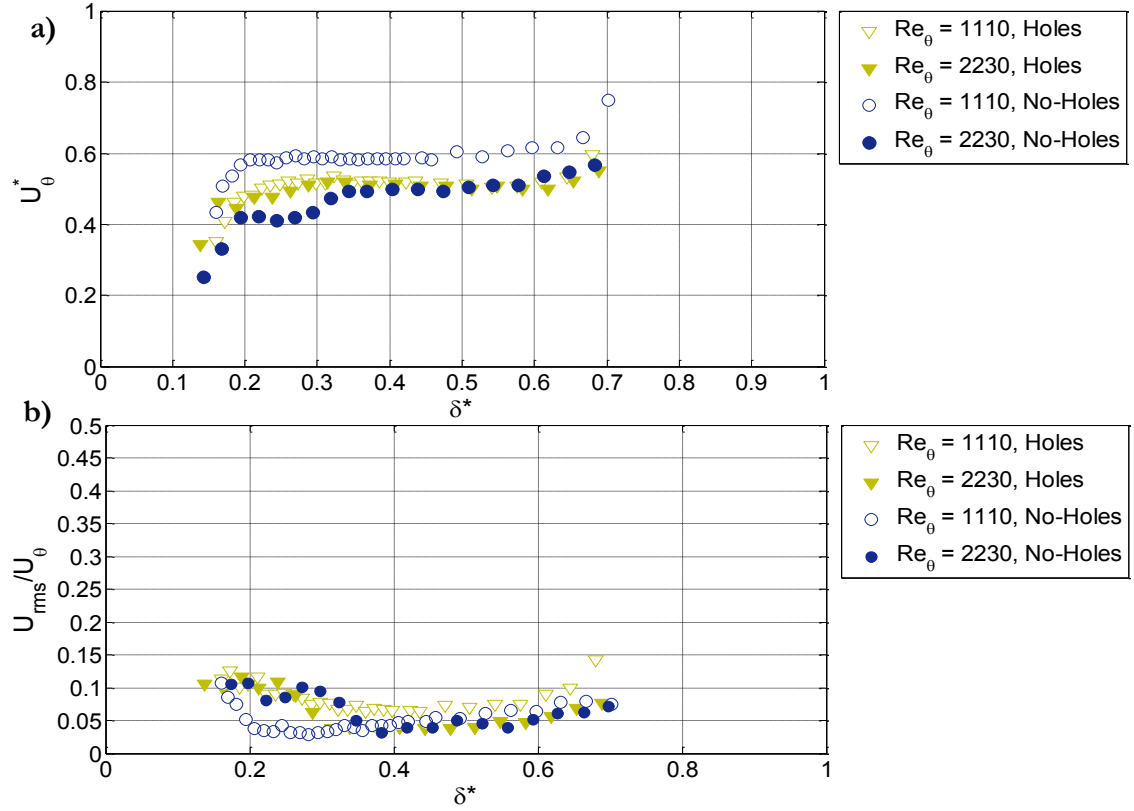 a)
1
0.8
0.6
0.4
0.2
0
U*θ
0 0.1 0.2 0.3 0.4 0.5 0.6 0.7 0.8 0.9 1
δ*
Reθ = 1110, Holes
Reθ = 2230, Holes
Reθ = 1110, No-Holes
Reθ = 2230, No-Holes
b)
0.5
0.45
0.4
0.35
0.3
0.25
0.2
0.15
0.1
0.05
0
Urms/Uθ
0 0.2 0.4 0.6 0.8 1
δ*
Reθ = 1110, Holes
Reθ = 2230, Holes
Reθ = 1110, No-Holes
Reθ = 2230, No-Holes